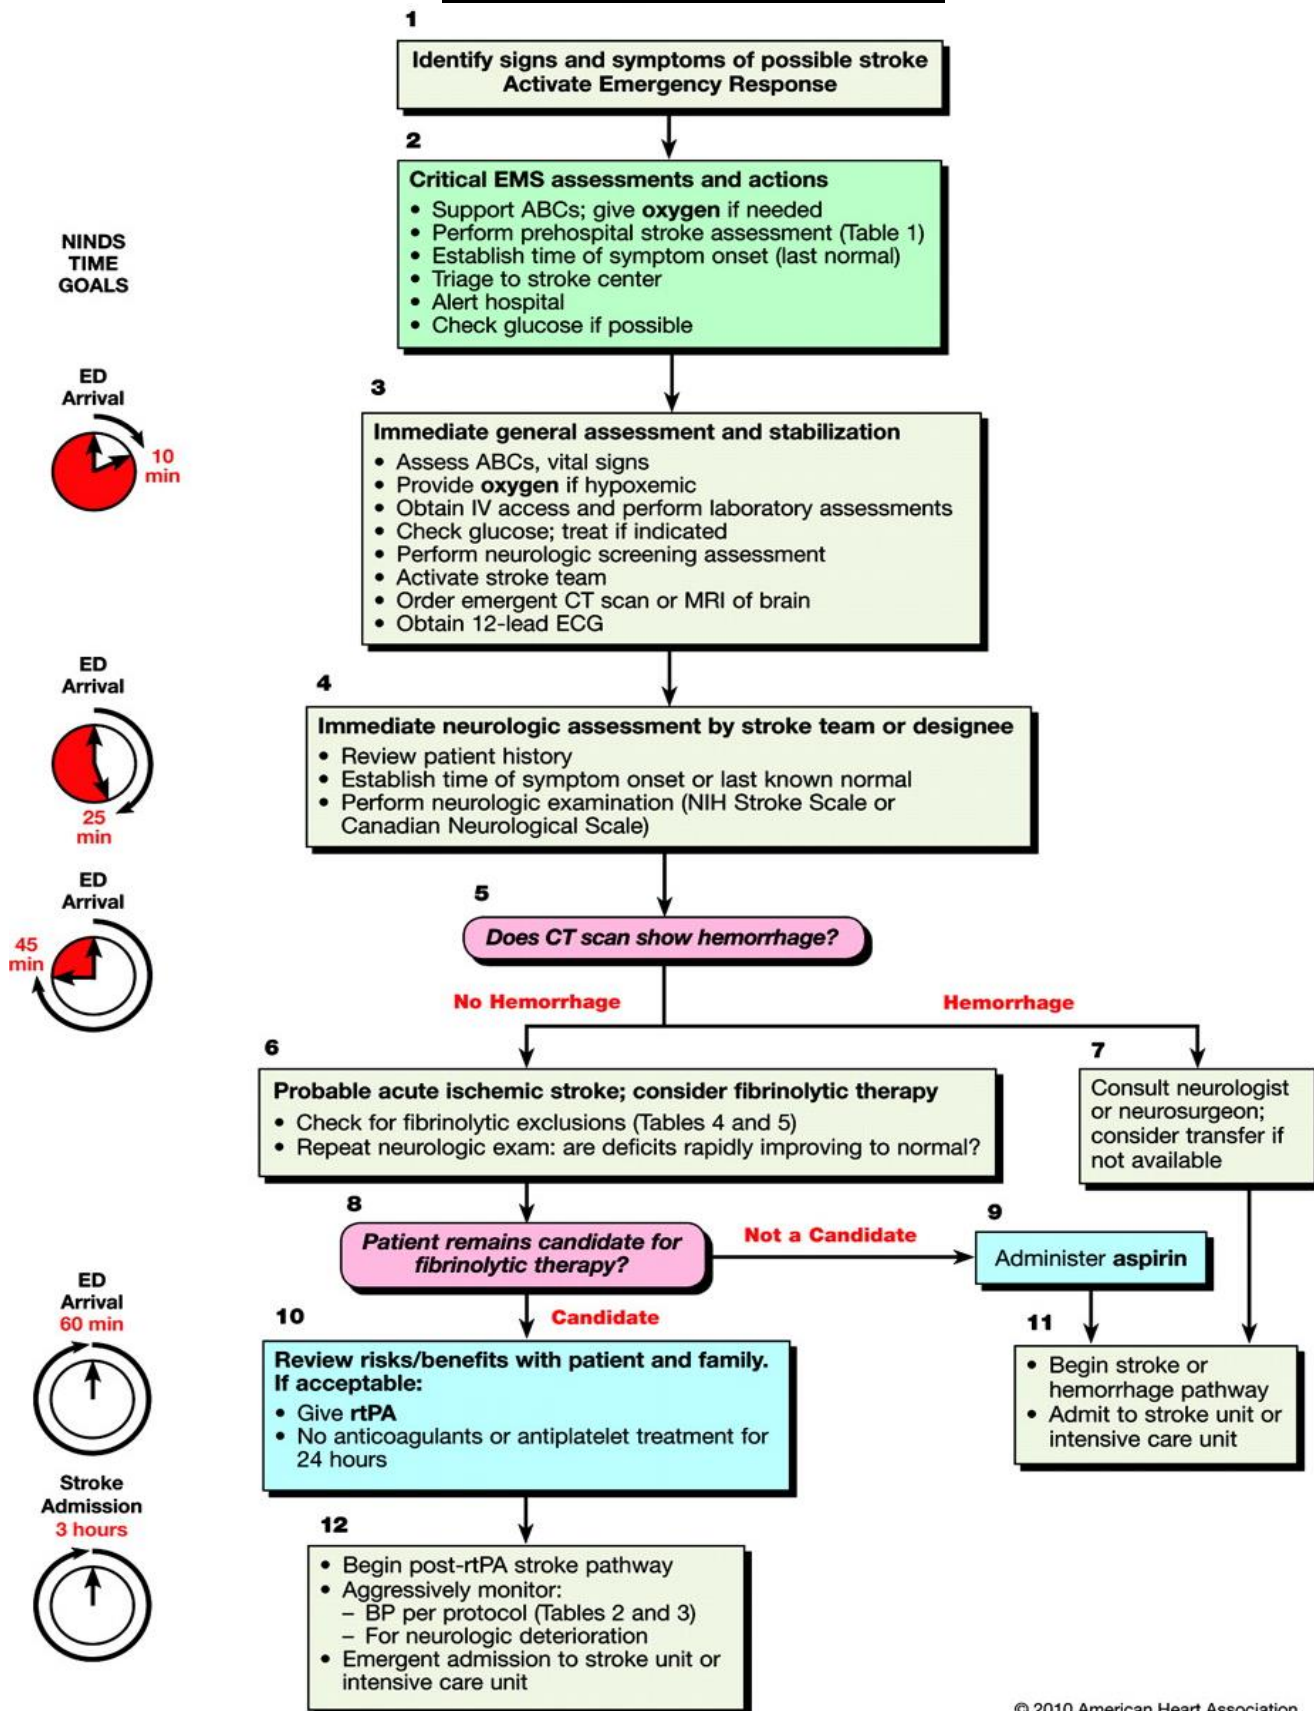 1
Identify signs and symptoms of possible stroke
Activate Emergency Response
2
Critical EMS assessments and actions
• Support ABCs; give oxygen if needed
• Perform prehospital stroke assessment (Table 1)
• Establish time of symptom onset (last normal)
• Triage to stroke center
• Alert hospital
• Check glucose if possible
NINDS
TIME
GOALS
ED
Arrival
10
min
3
Immediate general assessment and stabilization
• Assess ABCs, vital signs
• Provide oxygen if hypoxemic
• Obtain IV access and perform laboratory assessments
• Check glucose; treat if indicated
• Perform neurologic screening assessment
• Activate stroke team
• Order emergent CT scan or MRI of brain
• Obtain 12-lead ECG
ED
Arrival
25
min
4
Immediate neurologic assessment by stroke team or designee
• Review patient history
• Establish time of symptom onset or last known normal
• Perform neurologic examination (NIH Stroke Scale or
Canadian Neurological Scale)
ED
Arrival
45
min
5
Does CT scan show hemorrhage?
No Hemorrhage
Hemorrhage
6
Probable acute ischemic stroke; consider fibrinolytic therapy
• Check for fibrinolytic exclusions (Tables 4 and 5)
• Repeat neurologic exam: are deficits rapidly improving to normal?
7
Consult neurologist
or neurosurgeon;
consider transfer if
not available
8
Patient remains candidate for
fibrinolytic therapy?
Not a Candidate
9
Administer aspirin
Candidate
ED
Arrival
60 min
10
Review risks/benefits with patient and family.
If acceptable:
• Give rtPA
• No anticoagulants or antiplatelet treatment for
24 hours
11
• Begin stroke or
hemorrhage pathway
• Admit to stroke unit or
intensive care unit
Stroke
Admission
3 hours
12
• Begin post-rtPA stroke pathway
• Aggressively monitor:
– BP per protocol (Tables 2 and 3)
– For neurologic deterioration
• Emergent admission to stroke unit or
intensive care unit
© 2010 American Heart Association